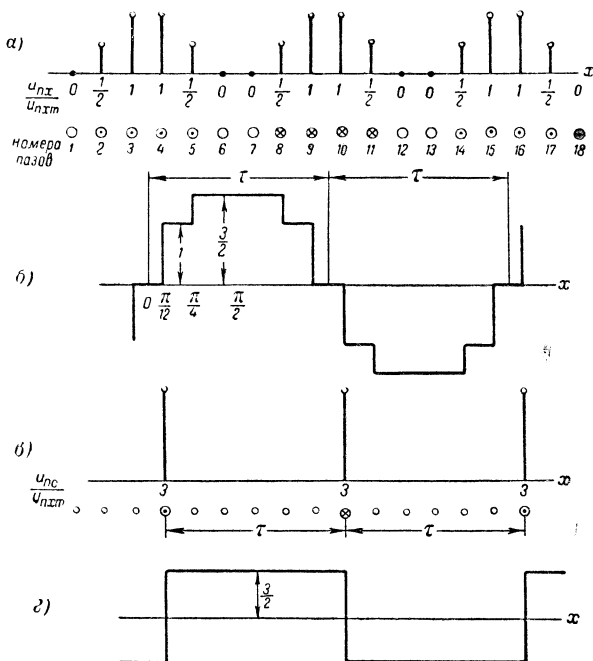 а)
x
u_пx/u_пxm 0 1/2 1 1 1/2 0 0 1/2 1 1 1/2 0 0 1/2 1 1 1/2 0
номера пазов 1 2 3 4 5 6 7 8 9 10 11 12 13 14 15 16 17 18
τ τ
б)
1 3/2
x
0 π/12 π/4 π/2
в)
x
u_пс/u_пxm 3 3 3
τ τ
г)
3/2
x